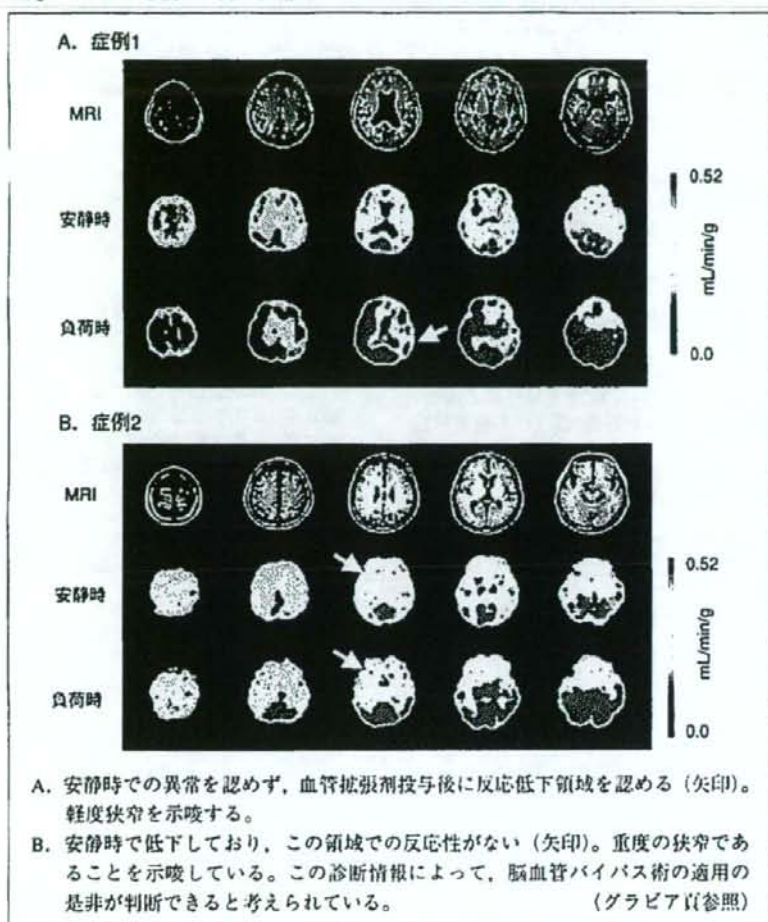 A. 症例1
MRI
安静時
負荷時
0.52
mL/min/g
0.0
B. 症例2
MRI
安静時
負荷時
0.52
mL/min/g
0.0
A. 安静時での異常を認めず，血管拡張剤投与後に反応低下領域を認める（矢印）。
軽度狭窄を示唆する。
B. 安静時で低下しており，この領域での反応性がない（矢印）。重度の狭窄であ
ることを示唆している。この診断情報によって，脳血管バイパス術の適用の
是非が判断できると考えられている。
（グラビア頁参照）